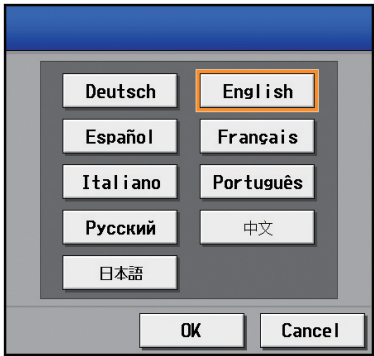 Deutsch English
Español Français
Italiano Português
Русский 中文
日本語
OK Cancel